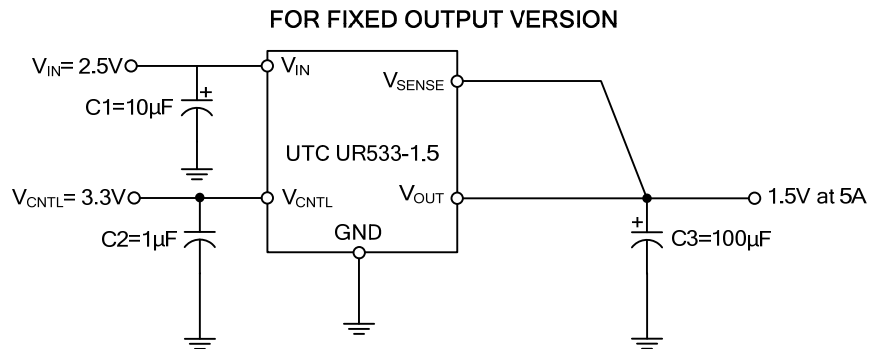 FOR FIXED OUTPUT VERSION
VIN= 2.5V
VIN
VSENSE
C1=10µF
+
UTC UR533-1.5
VCNTL= 3.3V
VCNTL
VOUT
1.5V at 5A
C2=1µF
GND
+
C3=100µF